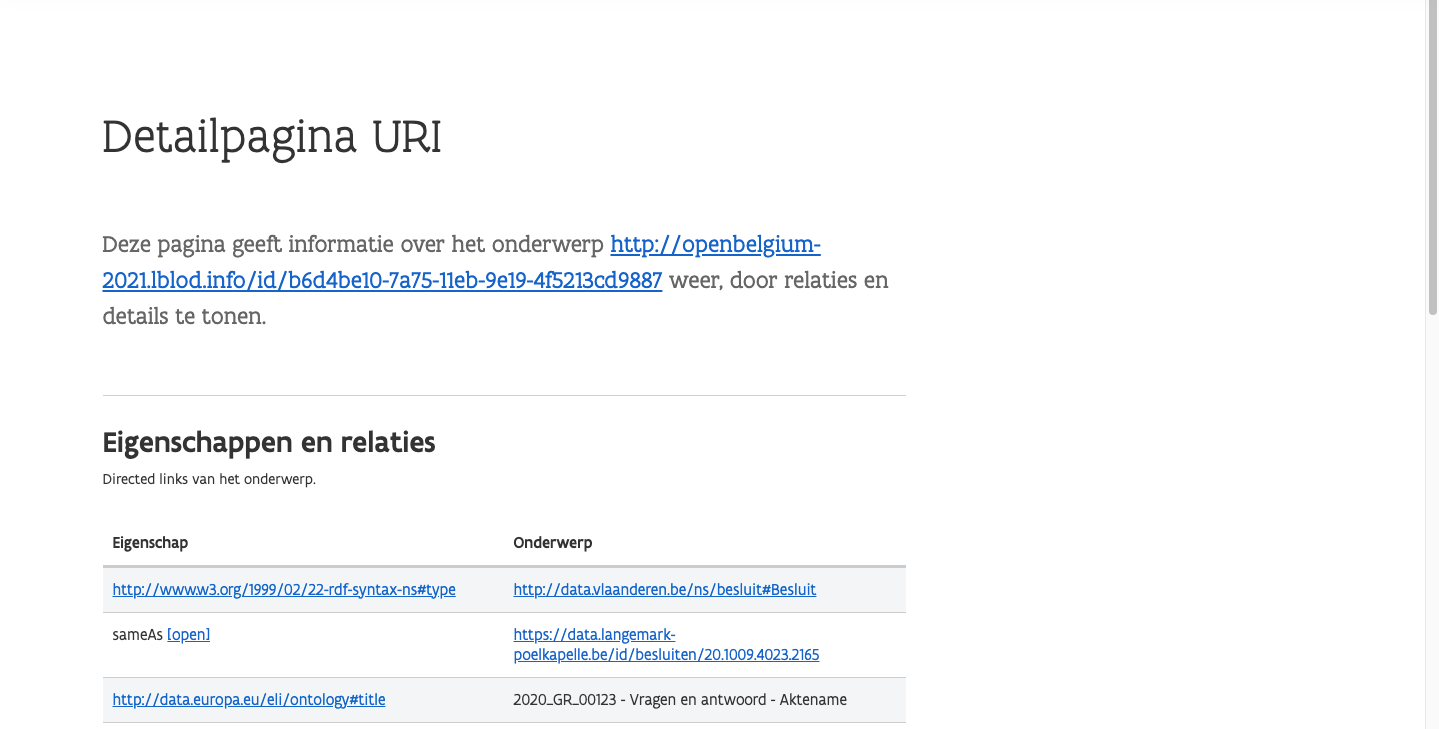 Detailpagina URI
Deze pagina geeft informatie over het onderwerp http://openbelgium-
2021.lblod.info/id/b6d4be10-7a75-11eb-9e19-4f5213cd9887 weer, door relaties en
details te tonen.
Eigenschappen en relaties
Directed links van het onderwerp.
Eigenschap Onderwerp
http://www.w3.org/1999/02/22-rdf-syntax-ns#type http://data.vlaanderen.be/ns/besluit#Besluit
sameAs [open] https://data.langemark-
poelkapelle.be/id/besluiten/20.1009.4023.2165
http://data.europa.eu/eli/ontology#title 2020_GR_00123 - Vragen en antwoord - Aktename